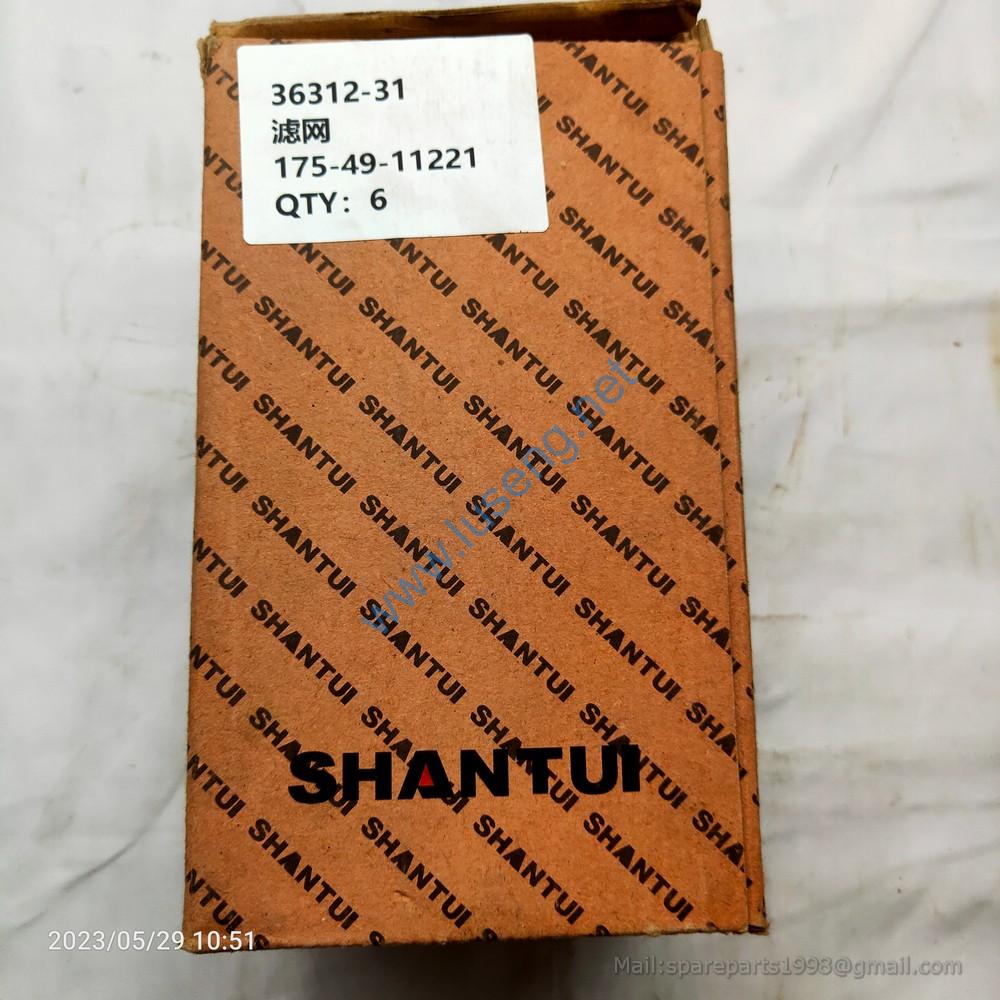 36312-31
滤网
175-49-11221
QTY: 6
SHANTUI
www.luseng.net
SHANTUI
2023/05/29 10:51
Mail:spareparts1998@gmail.com